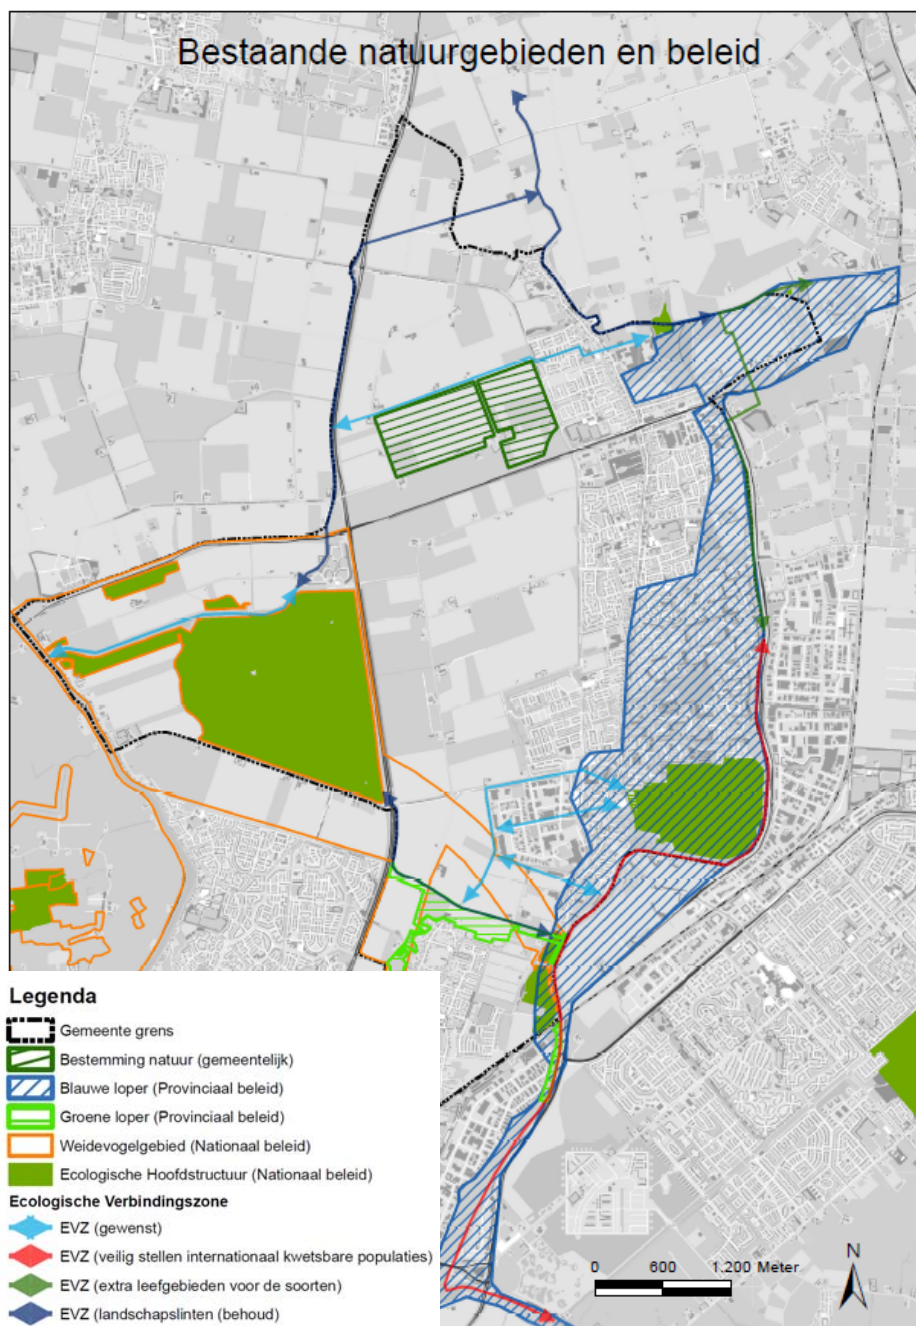 Bestaande natuurgebieden en beleid
Legenda
Gemeente grens
Bestemming natuur (gemeentelijk)
Blauwe loper (Provinciaal beleid)
Groene loper (Provinciaal beleid)
Weidevogelgebied (Nationaal beleid)
Ecologische Hoofdstructuur (Nationaal beleid)
Ecologische Verbindingszone
EVZ (gewenst)
EVZ (veilig stellen internationaal kwetsbare populaties)
EVZ (extra leefgebieden voor de soorten)
EVZ (landschapslinten (behoud)
0 600 1.200 Meter
N